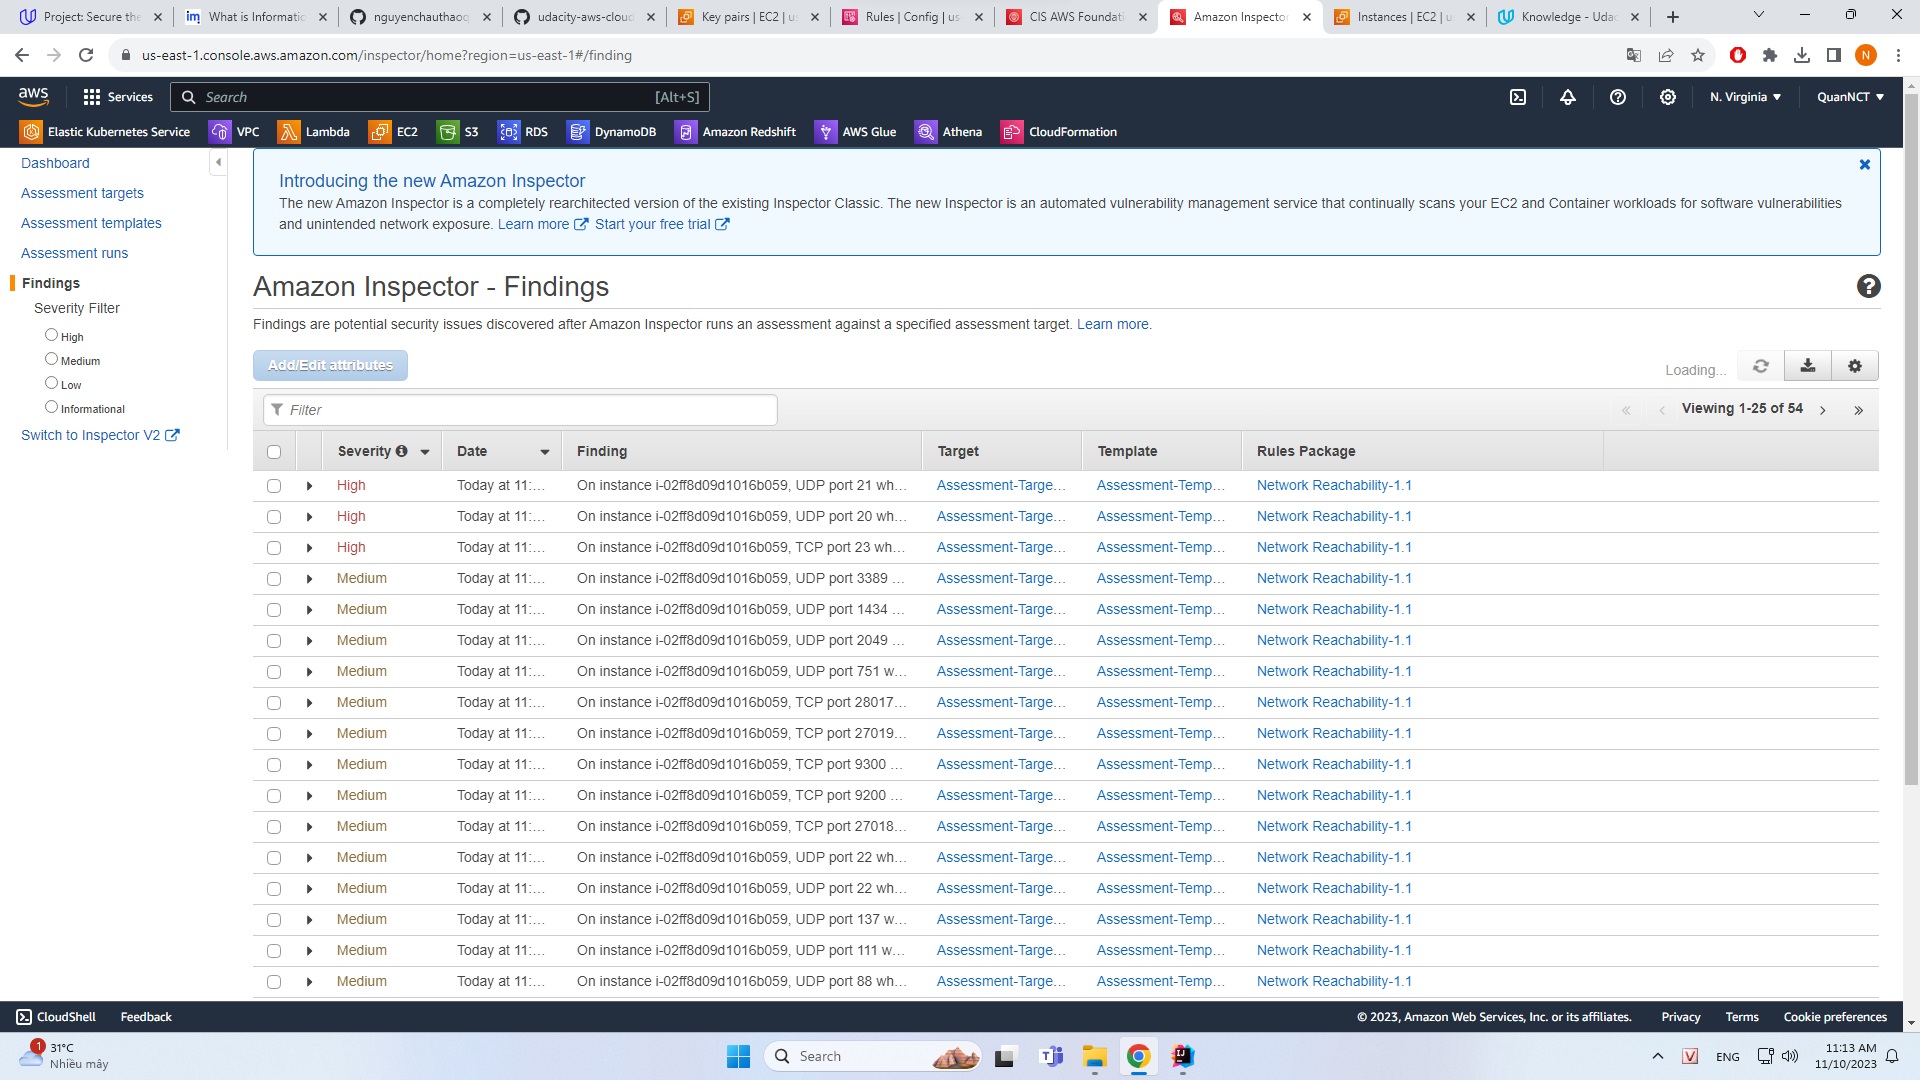 Project: Secure the
What is Informatio
nguyenchauthaoq
udacity-aws-cloud
Key pairs | EC2 | us
Rules | Config | us
CIS AWS Foundati
Amazon Inspector
Instances | EC2 | u
Knowledge - Udac
us-east-1.console.aws.amazon.com/inspector/home?region=us-east-1#/finding
N
aws Services Search [Alt+S] N. Virginia QuanNCT
Elastic Kubernetes Service VPC Lambda EC2 S3 RDS DynamoDB Amazon Redshift AWS Glue Athena CloudFormation
Dashboard
Assessment targets
Assessment templates
Assessment runs
Findings
Severity Filter
High
Medium
Low
Informational
Switch to Inspector V2
Introducing the new Amazon Inspector
The new Amazon Inspector is a completely rearchitected version of the existing Inspector Classic. The new Inspector is an automated vulnerability management service that continually scans your EC2 and Container workloads for software vulnerabilities
and unintended network exposure. Learn more Start your free trial
Amazon Inspector - Findings
Findings are potential security issues discovered after Amazon Inspector runs an assessment against a specified assessment target. Learn more.
Add/Edit attributes Loading...
Filter Viewing 1-25 of 54
Severity Date Finding Target Template Rules Package
High Today at 11:... On instance i-02ff8d09d1016b059, UDP port 21 wh... Assessment-Targe... Assessment-Temp... Network Reachability-1.1
High Today at 11:... On instance i-02ff8d09d1016b059, UDP port 20 wh... Assessment-Targe... Assessment-Temp... Network Reachability-1.1
High Today at 11:... On instance i-02ff8d09d1016b059, TCP port 23 wh... Assessment-Targe... Assessment-Temp... Network Reachability-1.1
Medium Today at 11:... On instance i-02ff8d09d1016b059, UDP port 3389 ... Assessment-Targe... Assessment-Temp... Network Reachability-1.1
Medium Today at 11:... On instance i-02ff8d09d1016b059, UDP port 1434 ... Assessment-Targe... Assessment-Temp... Network Reachability-1.1
Medium Today at 11:... On instance i-02ff8d09d1016b059, UDP port 2049 ... Assessment-Targe... Assessment-Temp... Network Reachability-1.1
Medium Today at 11:... On instance i-02ff8d09d1016b059, UDP port 751 w... Assessment-Targe... Assessment-Temp... Network Reachability-1.1
Medium Today at 11:... On instance i-02ff8d09d1016b059, TCP port 28017... Assessment-Targe... Assessment-Temp... Network Reachability-1.1
Medium Today at 11:... On instance i-02ff8d09d1016b059, TCP port 27019... Assessment-Targe... Assessment-Temp... Network Reachability-1.1
Medium Today at 11:... On instance i-02ff8d09d1016b059, TCP port 9300 ... Assessment-Targe... Assessment-Temp... Network Reachability-1.1
Medium Today at 11:... On instance i-02ff8d09d1016b059, TCP port 9200 ... Assessment-Targe... Assessment-Temp... Network Reachability-1.1
Medium Today at 11:... On instance i-02ff8d09d1016b059, TCP port 27018... Assessment-Targe... Assessment-Temp... Network Reachability-1.1
Medium Today at 11:... On instance i-02ff8d09d1016b059, UDP port 22 wh... Assessment-Targe... Assessment-Temp... Network Reachability-1.1
Medium Today at 11:... On instance i-02ff8d09d1016b059, UDP port 22 wh... Assessment-Targe... Assessment-Temp... Network Reachability-1.1
Medium Today at 11:... On instance i-02ff8d09d1016b059, UDP port 137 w... Assessment-Targe... Assessment-Temp... Network Reachability-1.1
Medium Today at 11:... On instance i-02ff8d09d1016b059, UDP port 111 w... Assessment-Targe... Assessment-Temp... Network Reachability-1.1
Medium Today at 11:... On instance i-02ff8d09d1016b059, UDP port 88 wh... Assessment-Targe... Assessment-Temp... Network Reachability-1.1
CloudShell Feedback © 2023, Amazon Web Services, Inc. or its affiliates. Privacy Terms Cookie preferences
1
31°C
Nhiều mây
Search
V
ENG
11:13 AM
11/10/2023